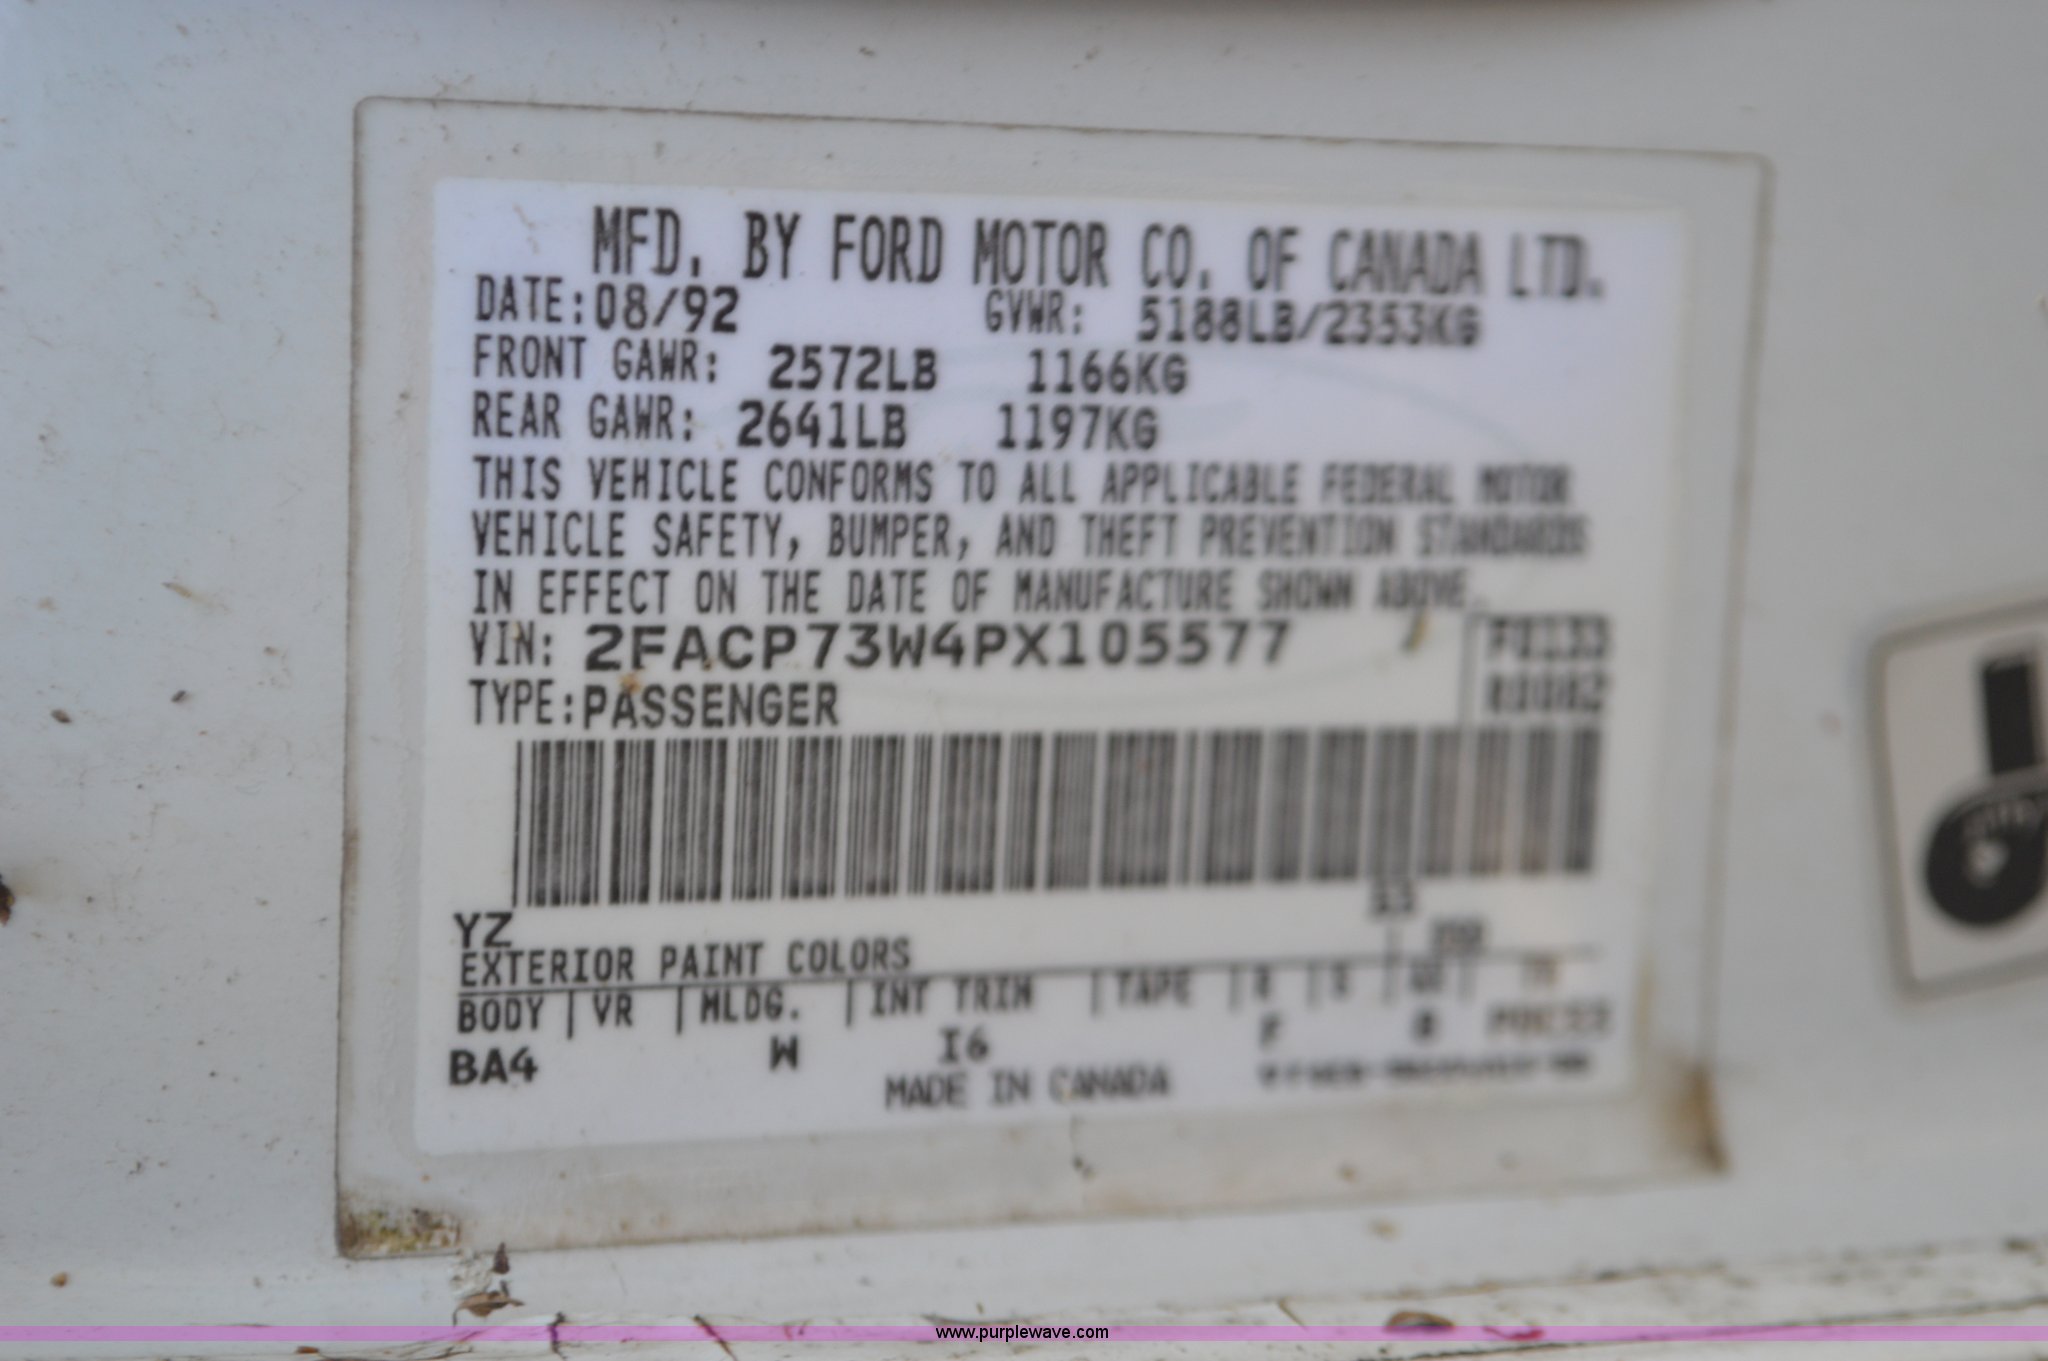 MFD. BY FORD MOTOR CO. OF CANADA LTD.
DATE:08/92 GVWR: 5188LB/2353KG
FRONT GAWR: 2572LB 1166KG
REAR GAWR: 2641LB 1197KG
THIS VEHICLE CONFORMS TO ALL APPLICABLE FEDERAL MOTOR
VEHICLE SAFETY, BUMPER, AND THEFT PREVENTION STANDARDS
IN EFFECT ON THE DATE OF MANUFACTURE SHOWN ABOVE.
VIN: 2FACP73W4PX105577
F0133
R0082
TYPE:PASSENGER
YZ
EXTERIOR PAINT COLORS
BODY | VR | MLDG. | INT TRIM | TAPE
BA4 W I6
MADE IN CANADA
www.purplewave.com